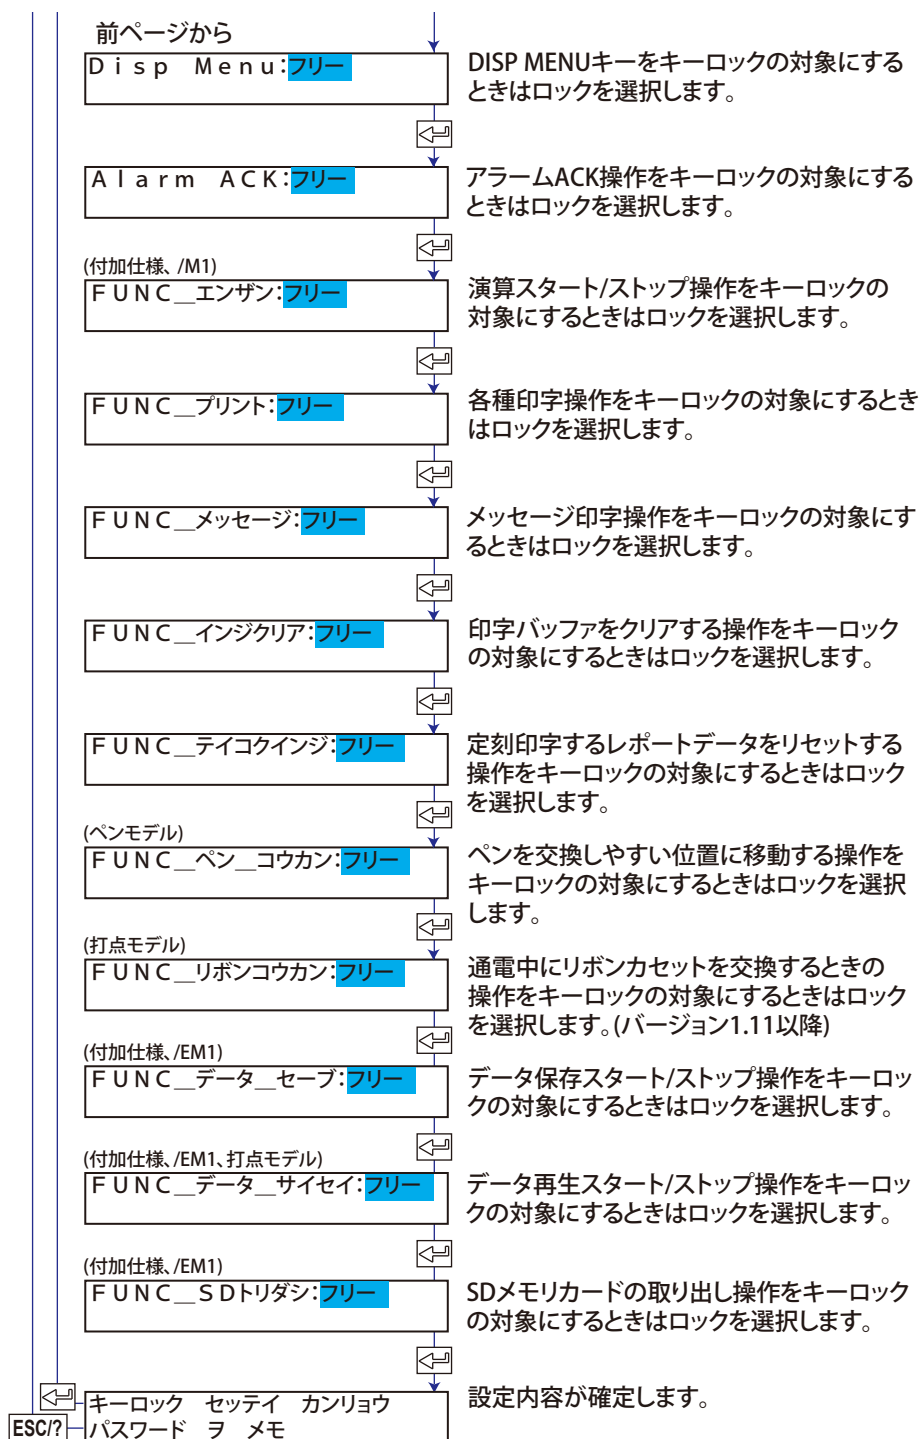 前ページから
Disp Menu:フリー
DISP MENUキーをキーロックの対象にする
ときはロックを選択します。
Alarm ACK:フリー
アラームACK操作をキーロックの対象にする
ときはロックを選択します。
(付加仕様、/M1)
FUNC＿エンザン:フリー
演算スタート/ストップ操作をキーロックの
対象にするときはロックを選択します。
FUNC＿プリント:フリー
各種印字操作をキーロックの対象にするとき
はロックを選択します。
FUNC＿メッセージ:フリー
メッセージ印字操作をキーロックの対象にす
るときはロックを選択します。
FUNC＿インジクリア:フリー
印字バッファをクリアする操作をキーロック
の対象にするときはロックを選択します。
FUNC＿テイコクインジ:フリー
定刻印字するレポートデータをリセットする
操作をキーロックの対象にするときはロック
を選択します。
(ペンモデル)
FUNC＿ペン＿コウカン:フリー
ペンを交換しやすい位置に移動する操作を
キーロックの対象にするときはロックを選択
します。
(打点モデル)
FUNC＿リボンコウカン:フリー
通電中にリボンカセットを交換するときの
操作をキーロックの対象にするときはロック
を選択します。(バージョン1.11以降)
(付加仕様、/EM1)
FUNC＿データ＿セーブ:フリー
データ保存スタート/ストップ操作をキーロッ
クの対象にするときはロックを選択します。
(付加仕様、/EM1、打点モデル)
FUNC＿データ＿サイセイ:フリー
データ再生スタート/ストップ操作をキーロッ
クの対象にするときはロックを選択します。
(付加仕様、/EM1)
FUNC＿SDトリダシ:フリー
SDメモリカードの取り出し操作をキーロック
の対象にするときはロックを選択します。
キーロック セッテイ カンリョウ
設定内容が確定します。
ESC/?
パスワード ヲ メモ